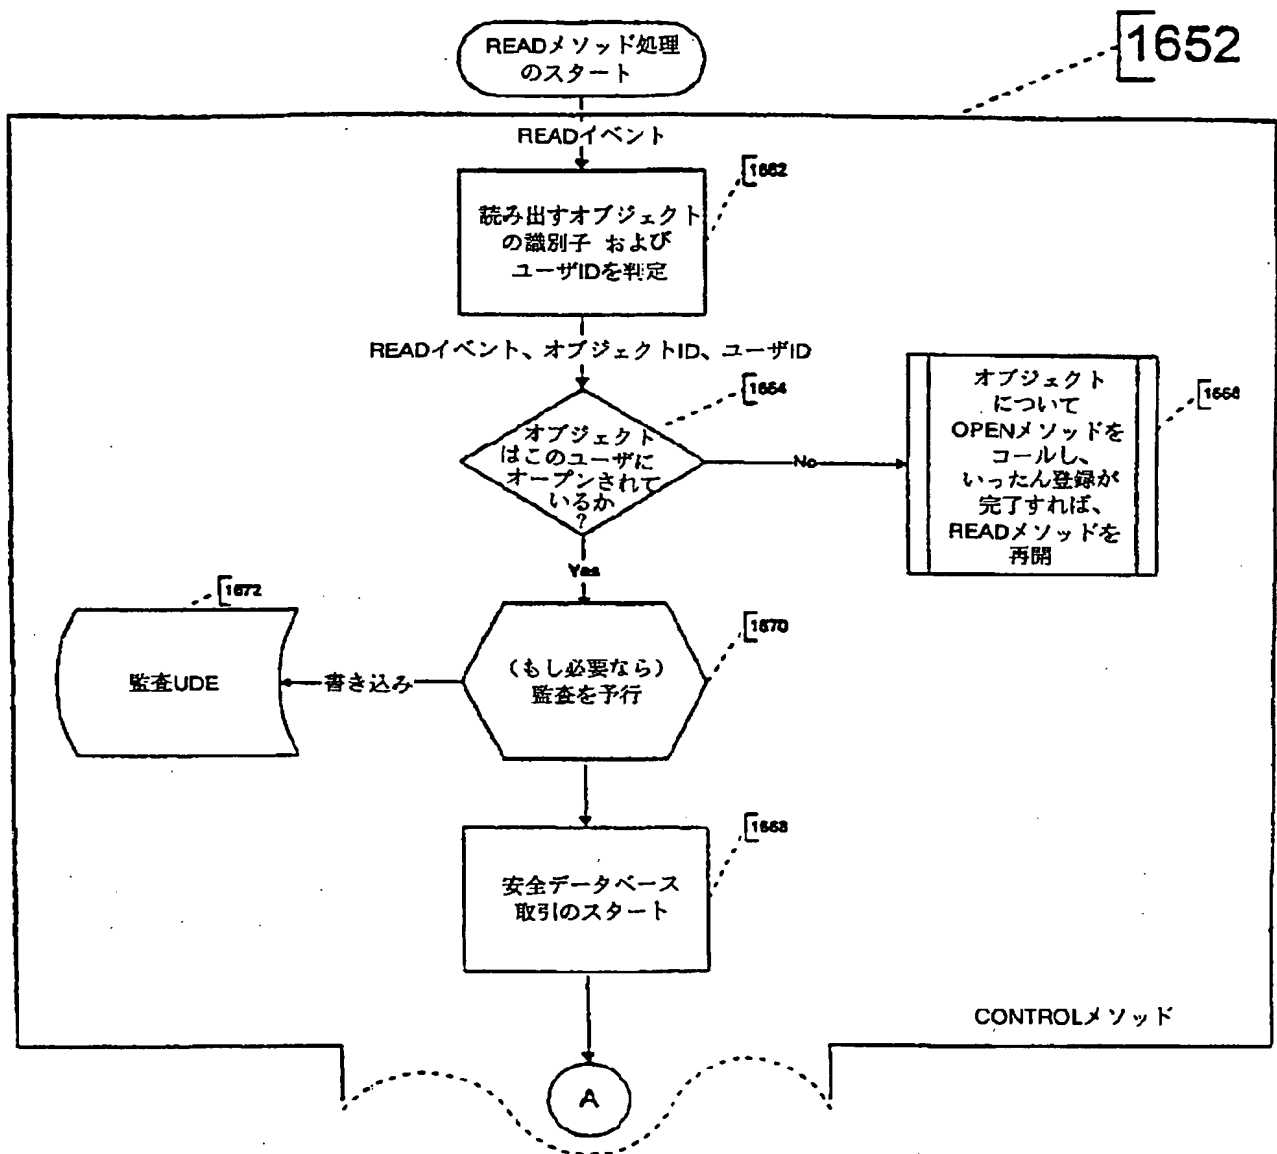 READメソッド処理
のスタート
1652
READイベント
1662
読み出すオブジェクト
の識別子 および
ユーザIDを判定
READイベント、オブジェクトID、ユーザID
1664
オブジェクト
はこのユーザに
オープンされて
いるか
?
No
オブジェクト
について
OPENメソッドを
コールし、
いったん登録が
完了すれば、
READメソッドを
再開
Yes
1672
監査UDE
書き込み
(もし必要なら)
監査を予行
1670
安全データベース
取引のスタート
CONTROLメソッド
A